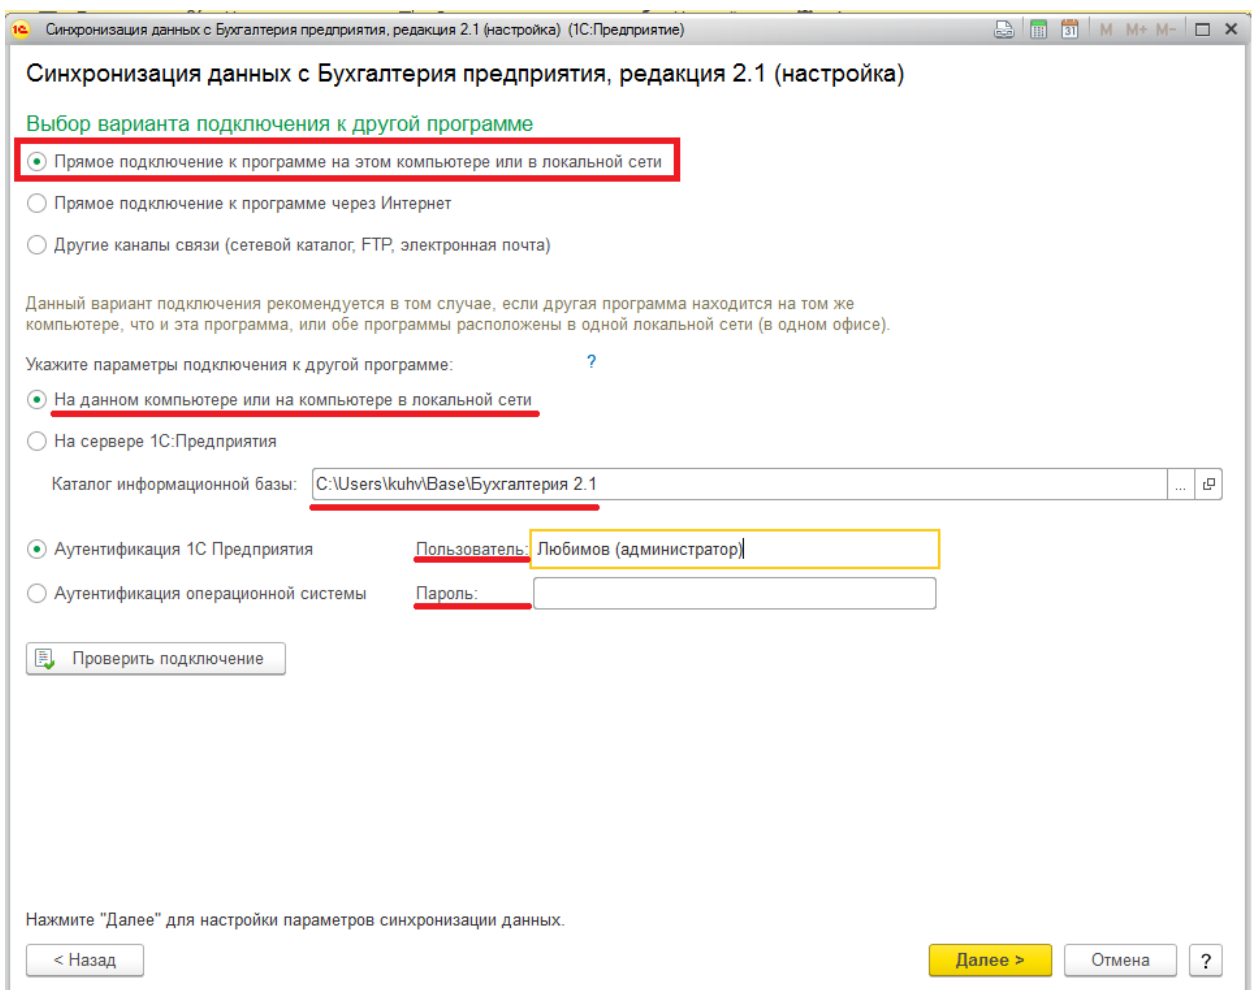 1С Синхронизация данных с Бухгалтерия предприятия, редакция 2.1 (настройка) (1С:Предприятие) 31 M M+ M-
Синхронизация данных с Бухгалтерия предприятия, редакция 2.1 (настройка)
Выбор варианта подключения к другой программе
Прямое подключение к программе на этом компьютере или в локальной сети
Прямое подключение к программе через Интернет
Другие каналы связи (сетевой каталог, FTP, электронная почта)
Данный вариант подключения рекомендуется в том случае, если другая программа находится на том же
компьютере, что и эта программа, или обе программы расположены в одной локальной сети (в одном офисе).
Укажите параметры подключения к другой программе: ?
На данном компьютере или на компьютере в локальной сети
На сервере 1С:Предприятия
Каталог информационной базы: C:\Users\kuhv\Base\Бухгалтерия 2.1 ...
Аутентификация 1С Предприятия Пользователь: Любимов (администратор)
Аутентификация операционной системы Пароль:
Проверить подключение
Нажмите "Далее" для настройки параметров синхронизации данных.
< Назад Далее > Отмена ?